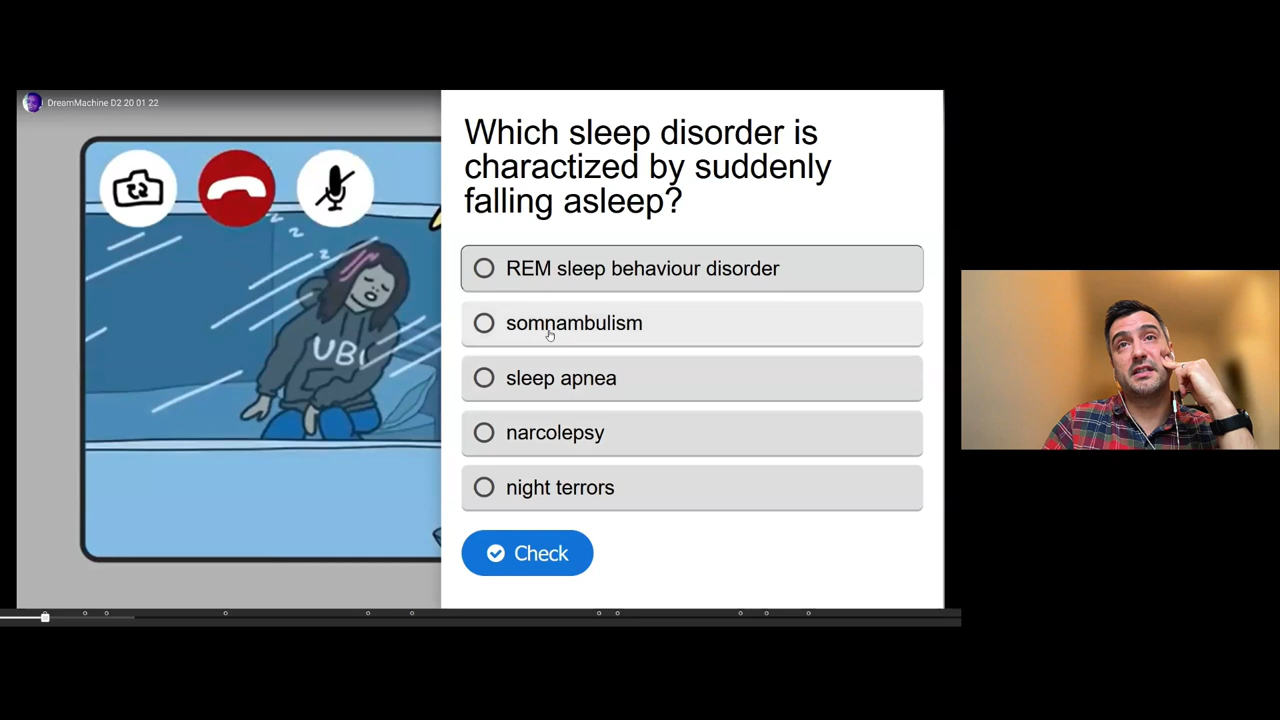 DreamMachine D2 20 01 22
Which sleep disorder is
charactized by suddenly
falling asleep?
REM sleep behaviour disorder
somnambulism
sleep apnea
narcolepsy
night terrors
Check
z
z
z
UB